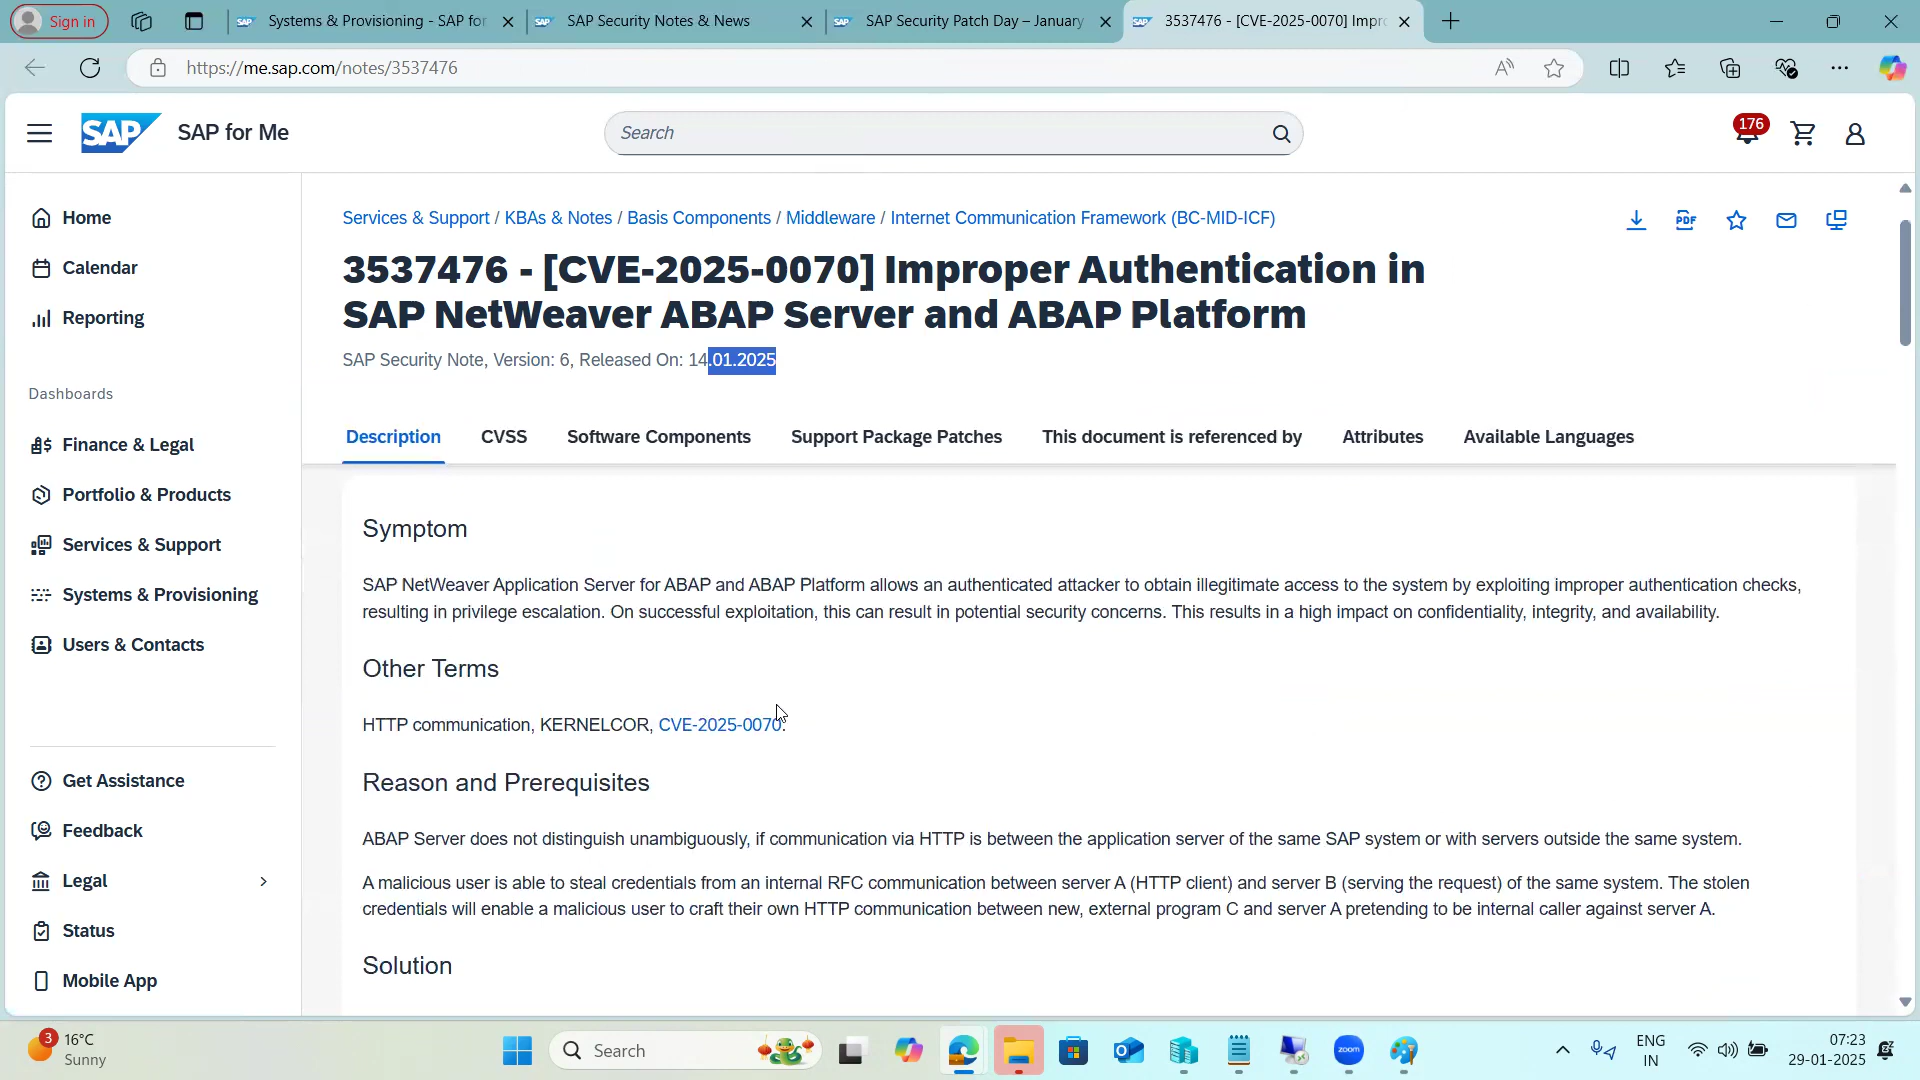 Sign in
Systems & Provisioning - SAP for
SAP Security Notes & News
SAP Security Patch Day – January
3537476 - [CVE-2025-0070] Impro
https://me.sap.com/notes/3537476
SAP
SAP for Me
Search
176
Home
Calendar
Reporting
Dashboards
Finance & Legal
Portfolio & Products
Services & Support
Systems & Provisioning
Users & Contacts
Get Assistance
Feedback
Legal
Status
Mobile App
Services & Support / KBAs & Notes / Basis Components / Middleware / Internet Communication Framework (BC-MID-ICF)
PDF
3537476 - [CVE-2025-0070] Improper Authentication in
SAP NetWeaver ABAP Server and ABAP Platform
SAP Security Note, Version: 6, Released On: 14.01.2025
Description CVSS Software Components Support Package Patches This document is referenced by Attributes Available Languages
Symptom
SAP NetWeaver Application Server for ABAP and ABAP Platform allows an authenticated attacker to obtain illegitimate access to the system by exploiting improper authentication checks,
resulting in privilege escalation. On successful exploitation, this can result in potential security concerns. This results in a high impact on confidentiality, integrity, and availability.
Other Terms
HTTP communication, KERNELCOR, CVE-2025-0070.
Reason and Prerequisites
ABAP Server does not distinguish unambiguously, if communication via HTTP is between the application server of the same SAP system or with servers outside the same system.
A malicious user is able to steal credentials from an internal RFC communication between server A (HTTP client) and server B (serving the request) of the same system. The stolen
credentials will enable a malicious user to craft their own HTTP communication between new, external program C and server A pretending to be internal caller against server A.
Solution
3
16°C
Sunny
Search
zoom
ENG
IN
07:23
29-01-2025